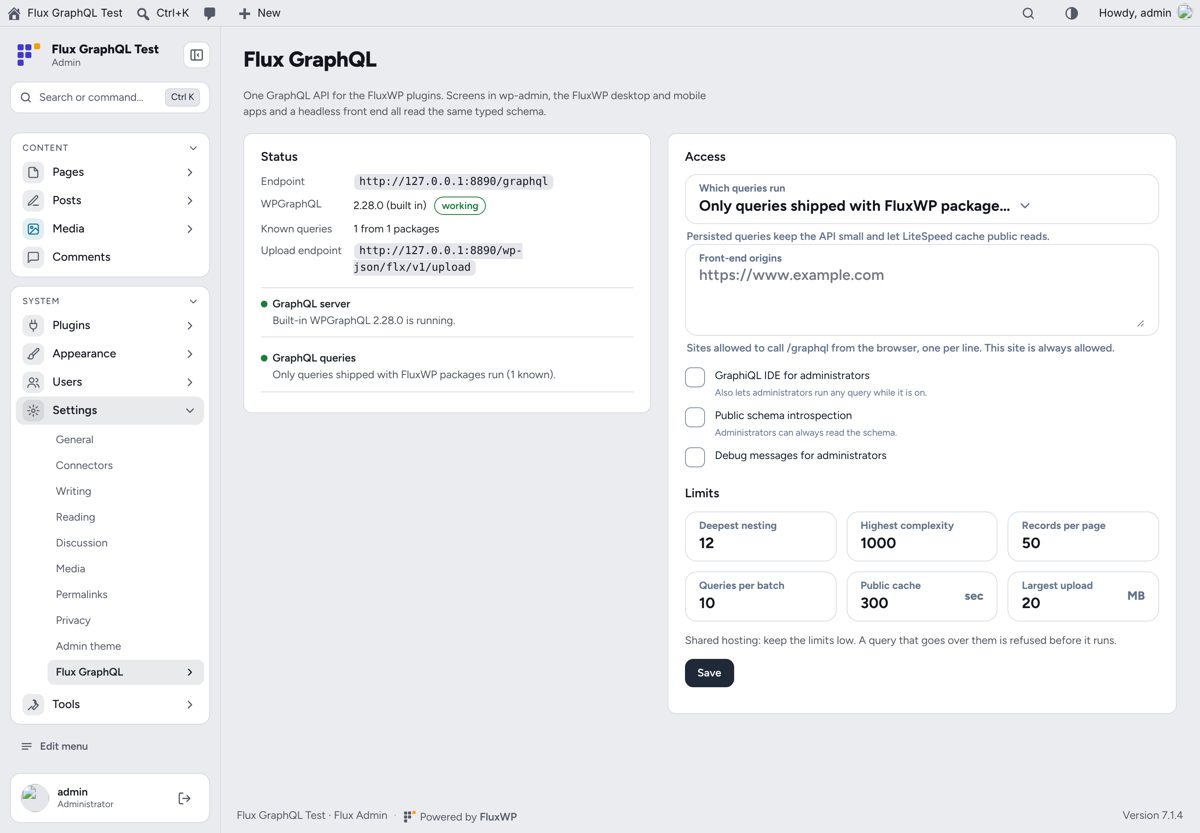 Flux GraphQL Test Ctrl+K New Howdy, admin
Flux GraphQL Test
Admin
Search or command... Ctrl K
CONTENT
Pages
Posts
Media
Comments
SYSTEM
Plugins
Appearance
Users
Settings
General
Connectors
Writing
Reading
Discussion
Media
Permalinks
Privacy
Admin theme
Flux GraphQL
Tools
Edit menu
admin
Administrator
Flux GraphQL
One GraphQL API for the FluxWP plugins. Screens in wp-admin, the FluxWP desktop and mobile
apps and a headless front end all read the same typed schema.
Status
Endpoint http://127.0.0.1:8890/graphql
WPGraphQL 2.28.0 (built in) working
Known queries 1 from 1 packages
Upload endpoint http://127.0.0.1:8890/wp-
json/flx/v1/upload
GraphQL server
Built-in WPGraphQL 2.28.0 is running.
GraphQL queries
Only queries shipped with FluxWP packages run (1 known).
Access
Which queries run
Only queries shipped with FluxWP package...
Persisted queries keep the API small and let LiteSpeed cache public reads.
Front-end origins
https://www.example.com
Sites allowed to call /graphql from the browser, one per line. This site is always allowed.
GraphiQL IDE for administrators
Also lets administrators run any query while it is on.
Public schema introspection
Administrators can always read the schema.
Debug messages for administrators
Limits
Deepest nesting Highest complexity Records per page
12 1000 50
Queries per batch Public cache Largest upload
10 300 sec 20 MB
Shared hosting: keep the limits low. A query that goes over them is refused before it runs.
Save
Flux GraphQL Test · Flux Admin · Powered by FluxWP Version 7.1.4